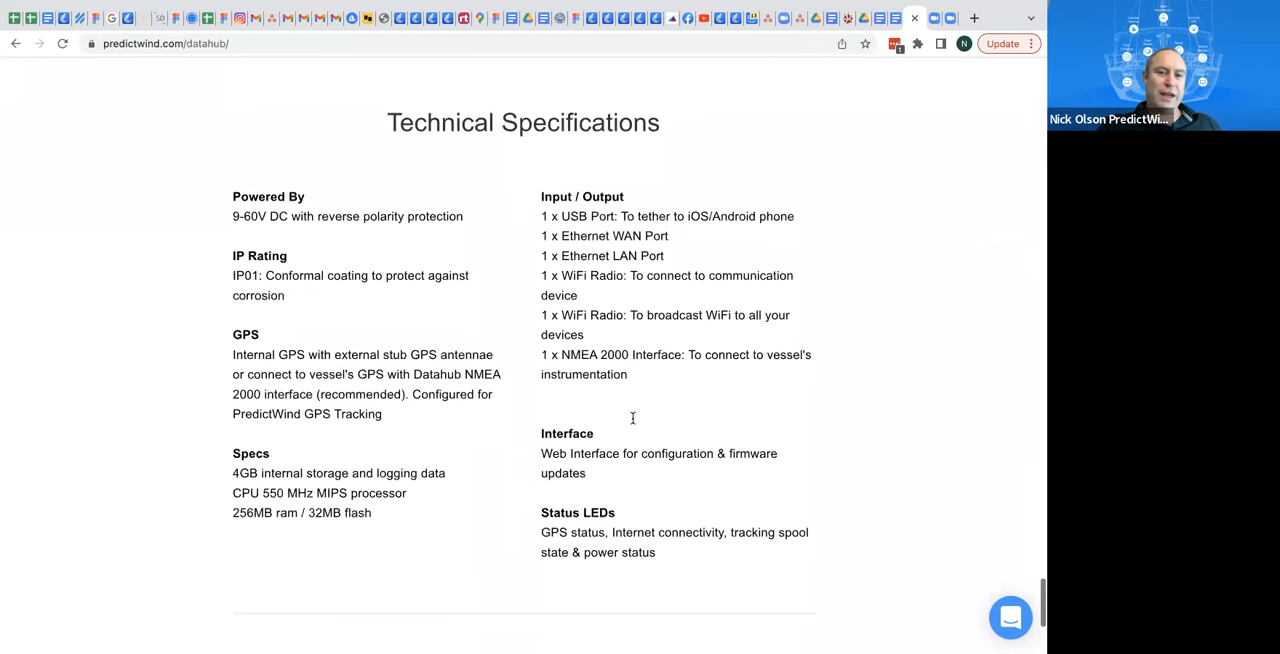 predictwind.com/datahub/
1
N
Update
Technical Specifications
Powered By
9-60V DC with reverse polarity protection
IP Rating
IP01: Conformal coating to protect against
corrosion
GPS
Internal GPS with external stub GPS antennae
or connect to vessel's GPS with Datahub NMEA
2000 interface (recommended). Configured for
PredictWind GPS Tracking
Specs
4GB internal storage and logging data
CPU 550 MHz MIPS processor
256MB ram / 32MB flash
Input / Output
1 x USB Port: To tether to iOS/Android phone
1 x Ethernet WAN Port
1 x Ethernet LAN Port
1 x WiFi Radio: To connect to communication
device
1 x WiFi Radio: To broadcast WiFi to all your
devices
1 x NMEA 2000 Interface: To connect to vessel's
instrumentation
Interface
Web Interface for configuration & firmware
updates
Status LEDs
GPS status, Internet connectivity, tracking spool
state & power status
Nick Olson PredictWi...